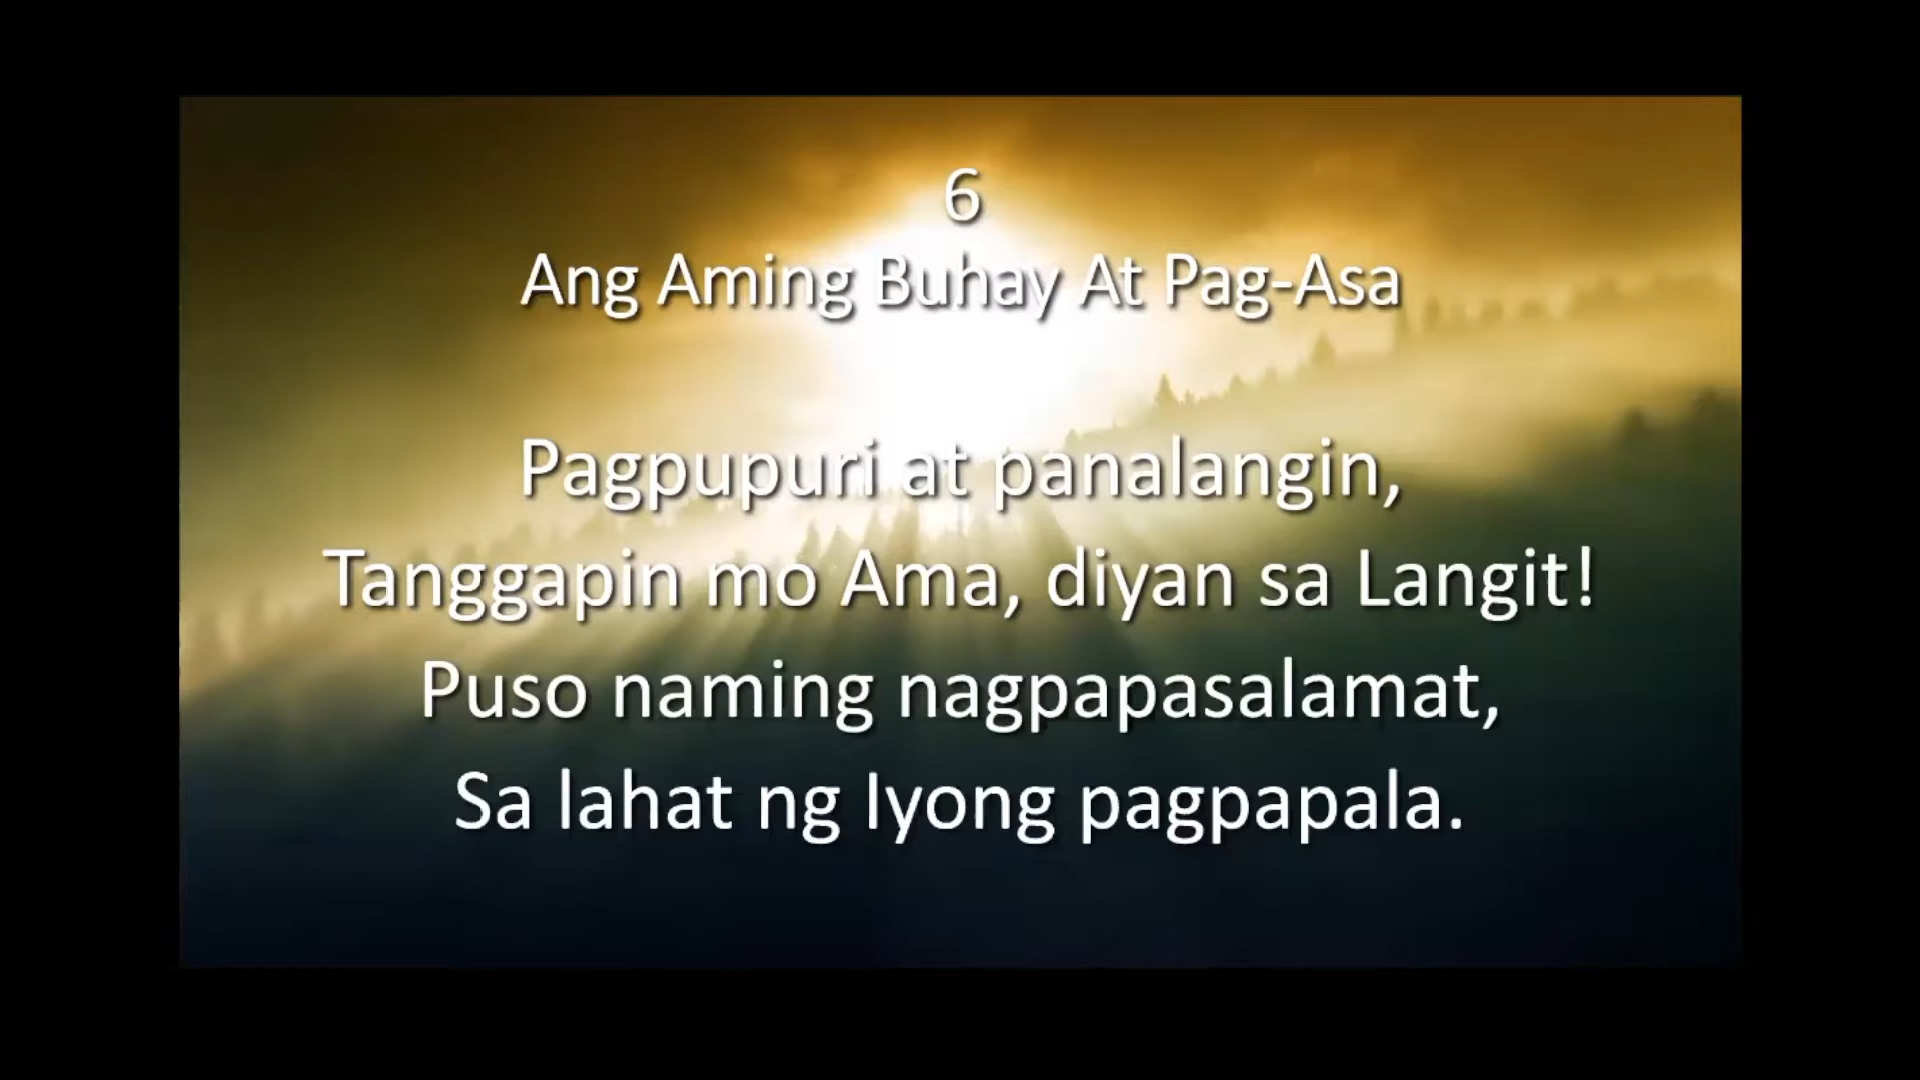 6
Ang Aming Buhay At Pag-Asa
Pagpupuri at panalangin,
Tanggapin mo Ama, diyan sa Langit!
Puso naming nagpapasalamat,
Sa lahat ng Iyong pagpapala.